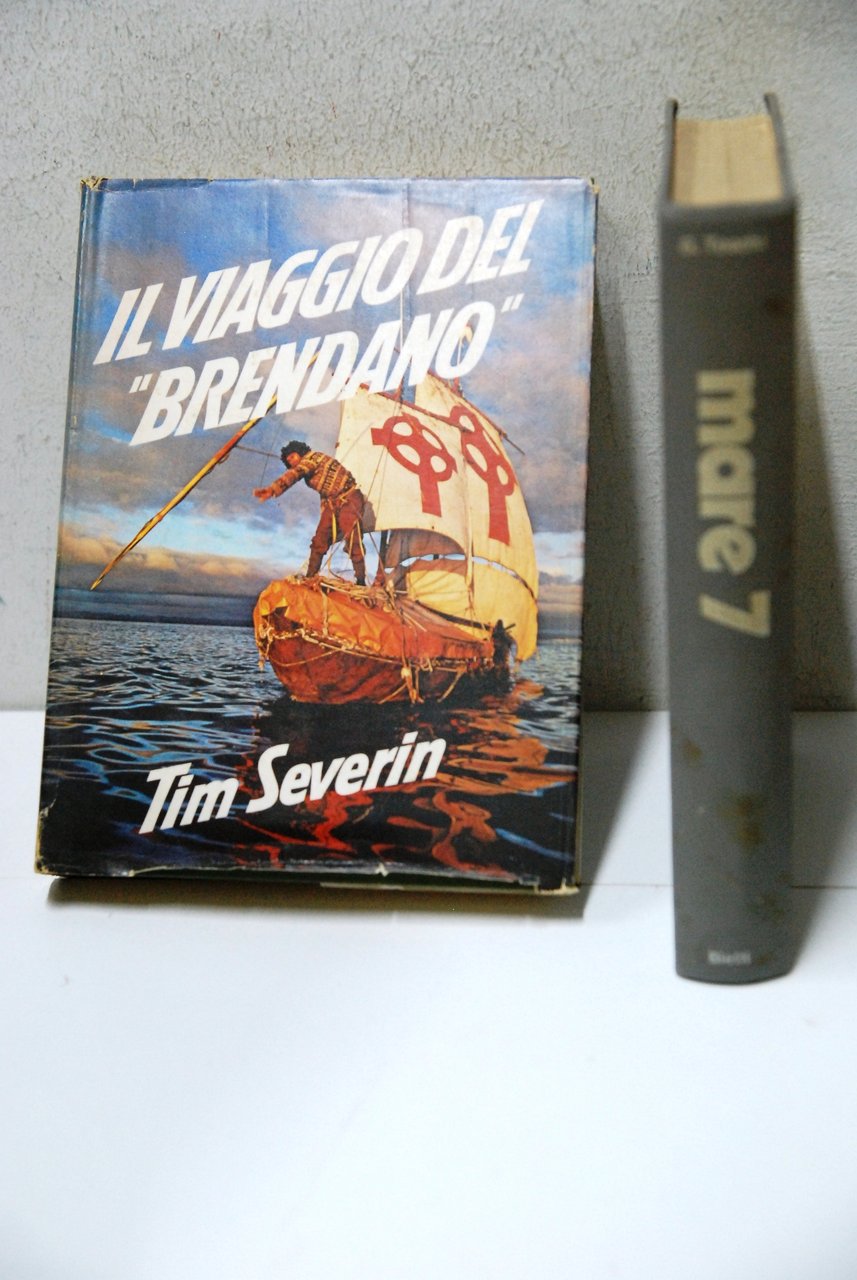 IL VIAGGIO DEL
"BRENDANO"
Tim Severin
mare 7